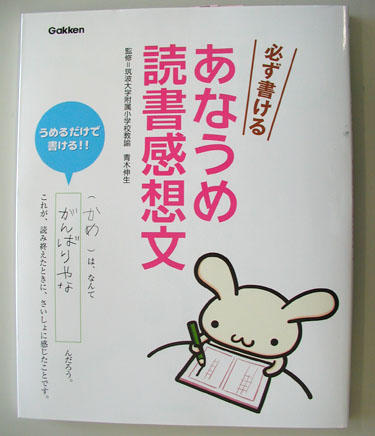 Gakken
必ず書ける
あなうめ
読書感想文
監修=筑波大学附属小学校教諭 青木伸生
うめるだけで
書ける!!
(かめ)は、なんて
がんばりやな
んだろう。
これが、読み終えたときに、さいしょに感じたことです。